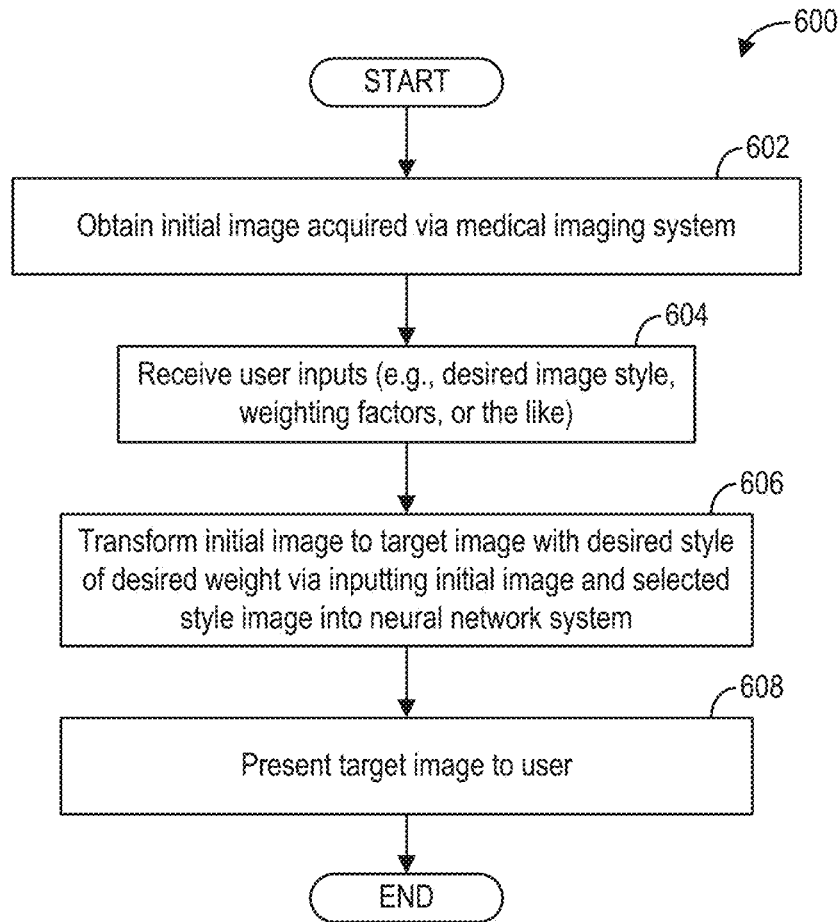 600
START
602
Obtain initial image acquired via medical imaging system
604
Receive user inputs (e.g., desired image style,
weighting factors, or the like)
606
Transform initial image to target image with desired style
of desired weight via inputting initial image and selected
style image into neural network system
608
Present target image to user
END